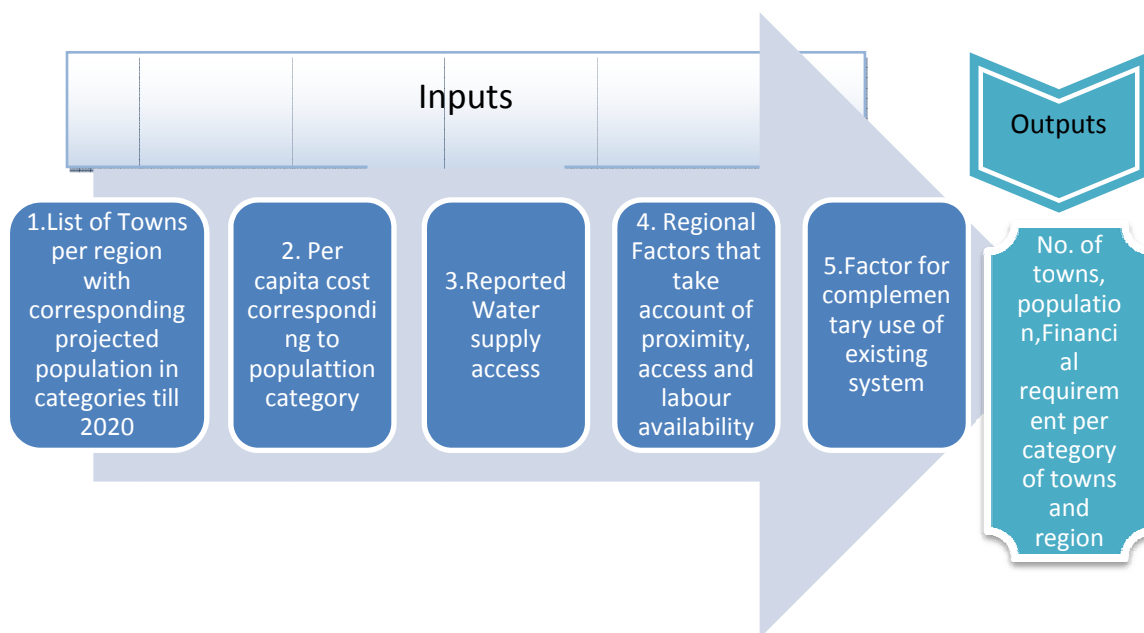 Inputs
Outputs
1.List of Towns
per region
with
corresponding
projected
population in
categories till
2020
2. Per
capita cost
correspondi
ng to
populattion
category
3.Reported
Water
supply
access
4. Regional
Factors that
take
account of
proximity,
access and
labour
availability
5.Factor for
complemen
tary use of
existing
system
No. of
towns,
populatio
n,Financi
al
requirem
ent per
category
of towns
and
region